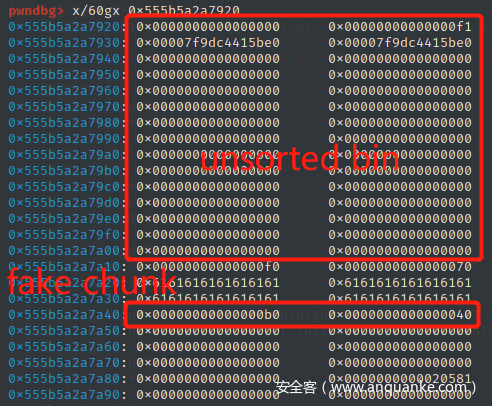 pwndbg> x/60gx 0x555b5a2a7920
0x555b5a2a7920: 0x0000000000000000 0x00000000000000f1
0x555b5a2a7930: 0x00007f9dc4415be0 0x00007f9dc4415be0
0x555b5a2a7940: 0x0000000000000000 0x0000000000000000
0x555b5a2a7950: 0x0000000000000000 0x0000000000000000
0x555b5a2a7960: 0x0000000000000000 0x0000000000000000
0x555b5a2a7970: 0x0000000000000000 0x0000000000000000
0x555b5a2a7980: 0x0000000000000000 0x0000000000000000
0x555b5a2a7990: 0x0000000000000000 0x0000000000000000
0x555b5a2a79a0: 0x0000000000000000 0x0000000000000000
unsorted bin
0x555b5a2a79b0: 0x0000000000000000 0x0000000000000000
0x555b5a2a79c0: 0x0000000000000000 0x0000000000000000
0x555b5a2a79d0: 0x0000000000000000 0x0000000000000000
0x555b5a2a79e0: 0x0000000000000000 0x0000000000000000
0x555b5a2a79f0: 0x0000000000000000 0x0000000000000000
0x555b5a2a7a00: 0x0000000000000000 0x0000000000000000
0x555b5a2a7a10: 0x00000000000000f0 0x0000000000000070
fake chunk
0x555b5a2a7a20: 0x6161616161616161 0x6161616161616161
0x555b5a2a7a30: 0x6161616161616161 0x6161616161616161
0x555b5a2a7a40: 0x00000000000000b0 0x0000000000000040
0x555b5a2a7a50: 0x0000000000000000 0x0000000000000000
0x555b5a2a7a60: 0x0000000000000000 0x0000000000000000
0x555b5a2a7a70: 0x0000000000000000 0x0000000000000000
0x555b5a2a7a80: 0x0000000000000000 0x0000000000020581
0x555b5a2a7a90: 0x0000000000000000 0x0000000000000000
安全客（www.anquanke.com）